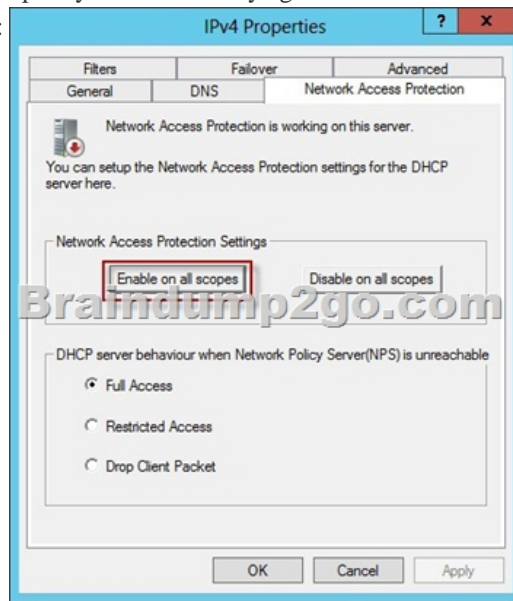 IPv4 Properties
? x
Filters Failover Advanced
General DNS Network Access Protection
Network Access Protection is working on this server.
You can setup the Network Access Protection settings for the DHCP
server here.
Network Access Protection Settings
Enable on all scopes Disable on all scopes
Braindump2go.com
DHCP server behaviour when Network Policy Server(NPS) is unreachable
Full Access
Restricted Access
Drop Client Packet
OK Cancel Apply